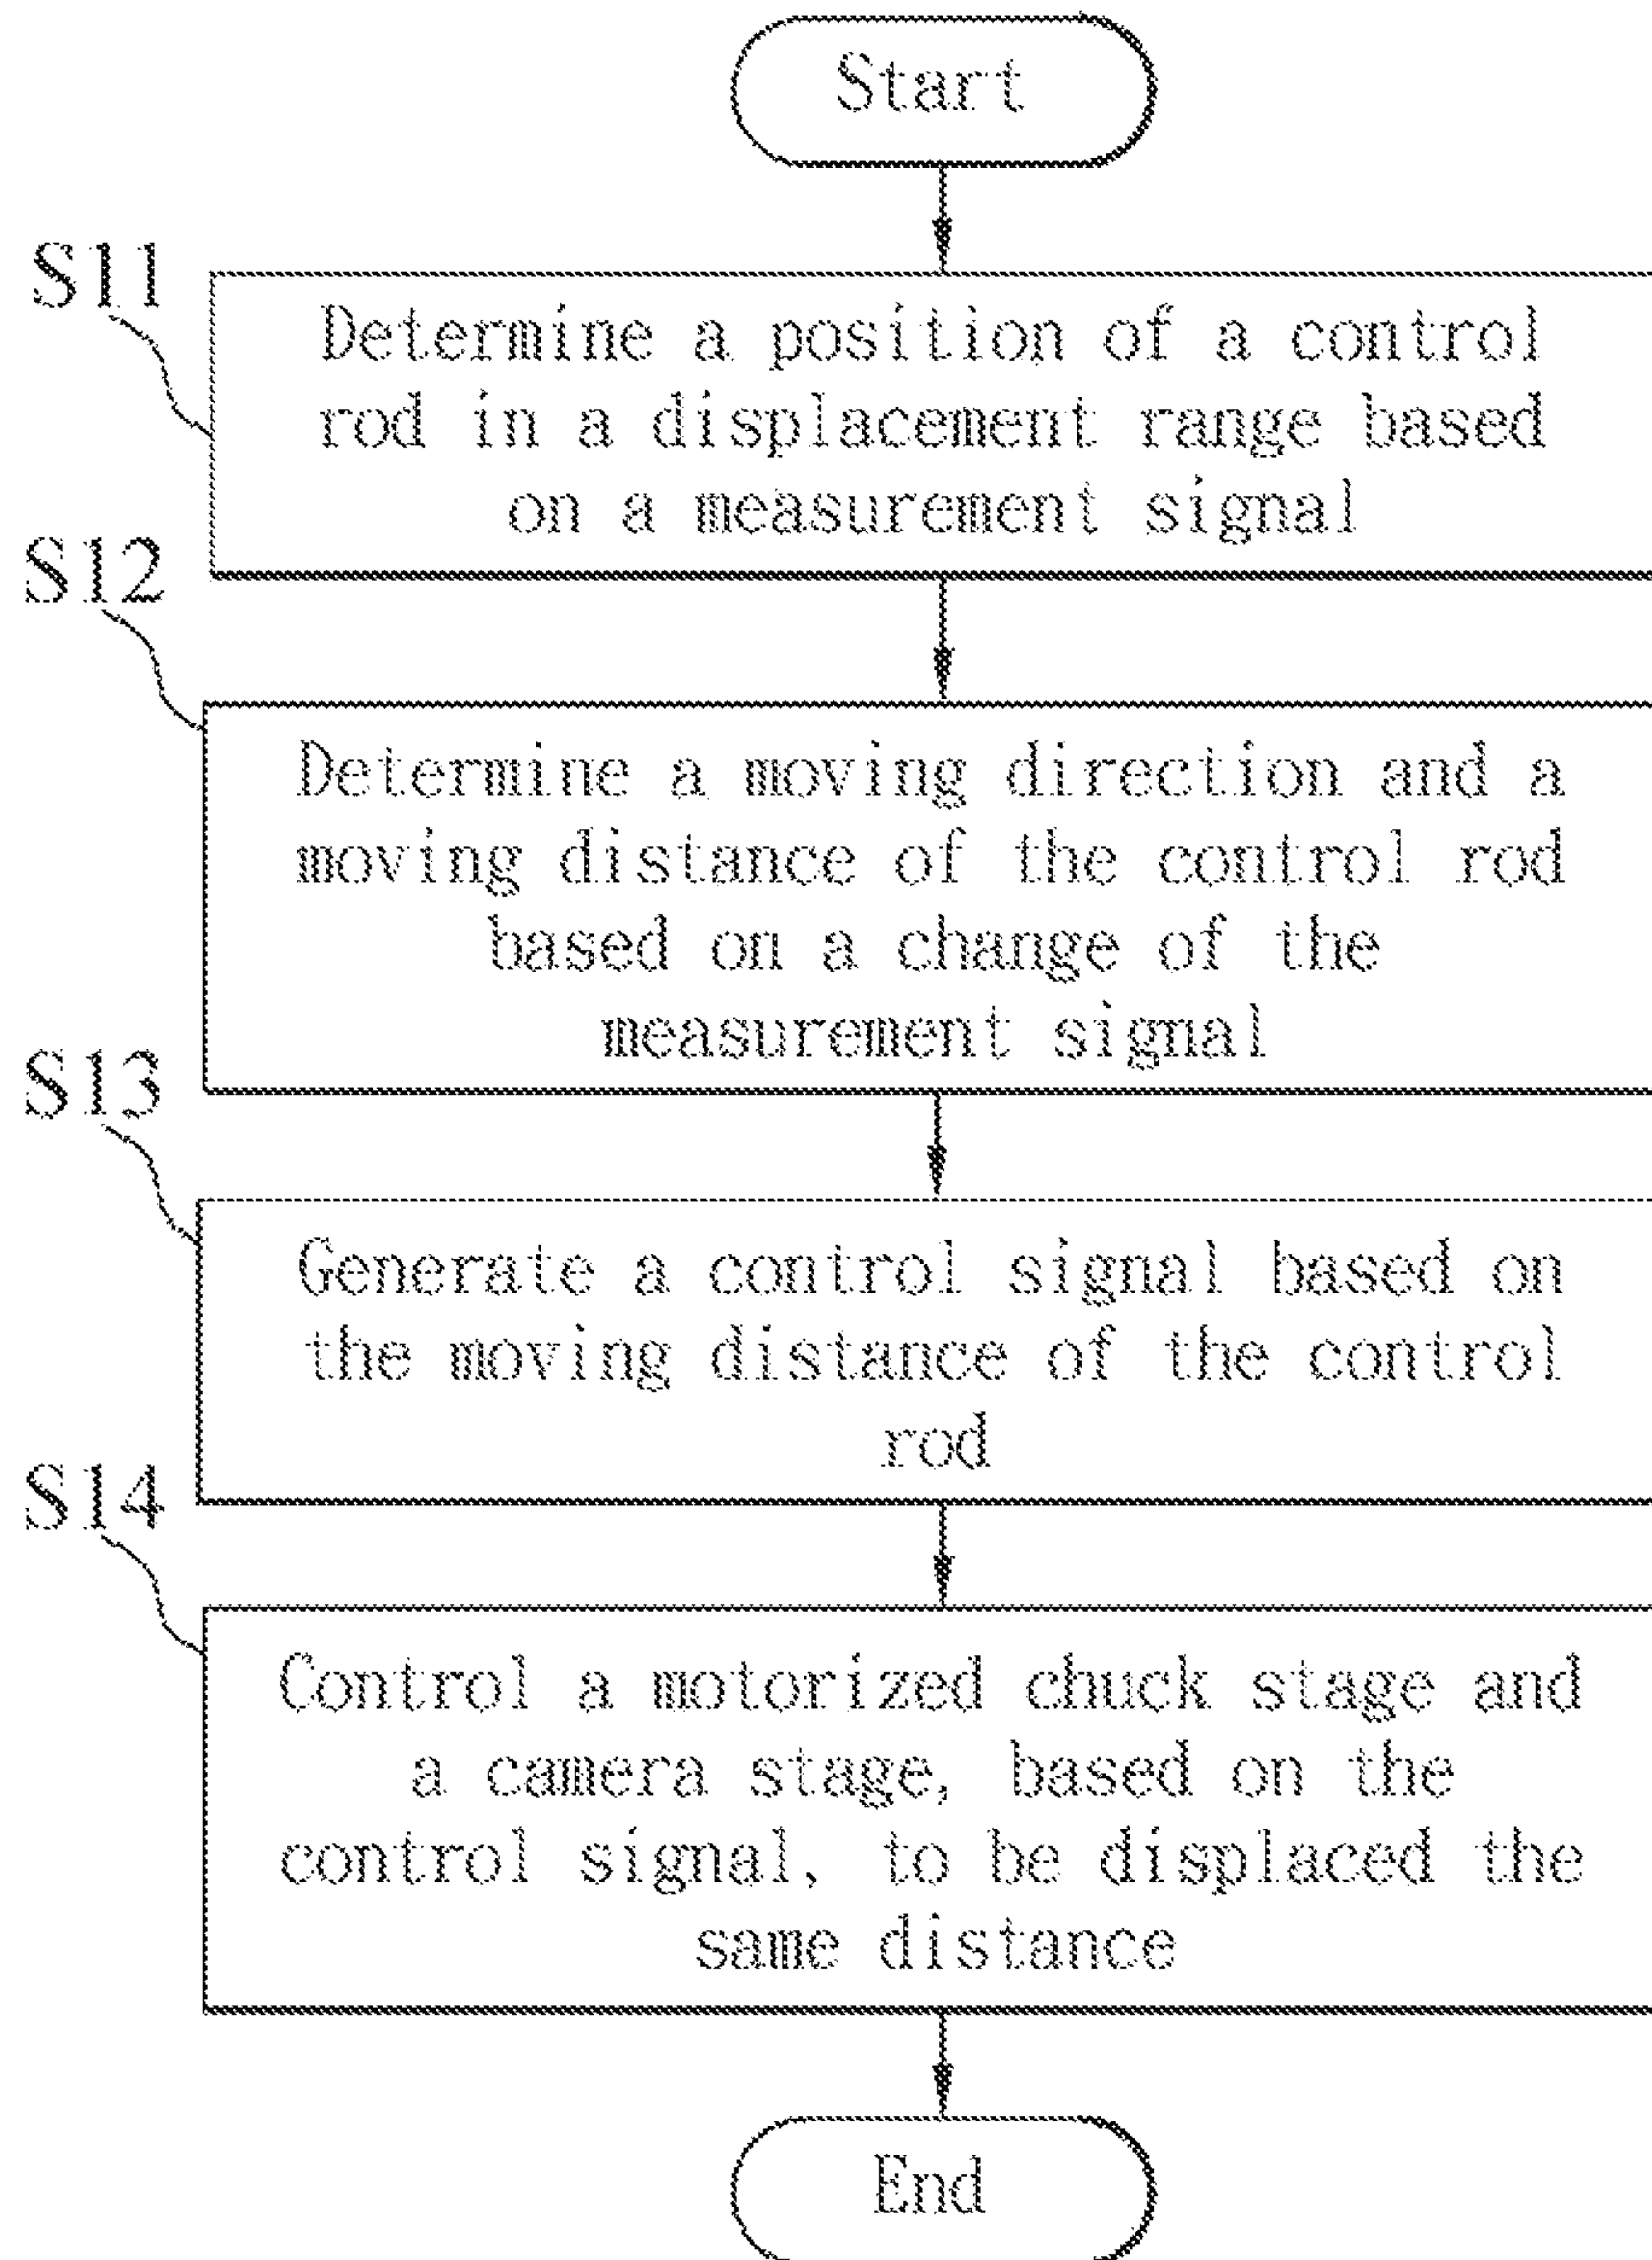 Start
S11
Determine a position of a control
rod in a displacement range based
on a measurement signal
S12
Determine a moving direction and a
moving distance of the control rod
based on a change of the
measurement signal
S13
Generate a control signal based on
the moving distance of the control
rod
S14
Control a motorized chuck stage and
a camera stage, based on the
control signal, to be displaced the
same distance
End